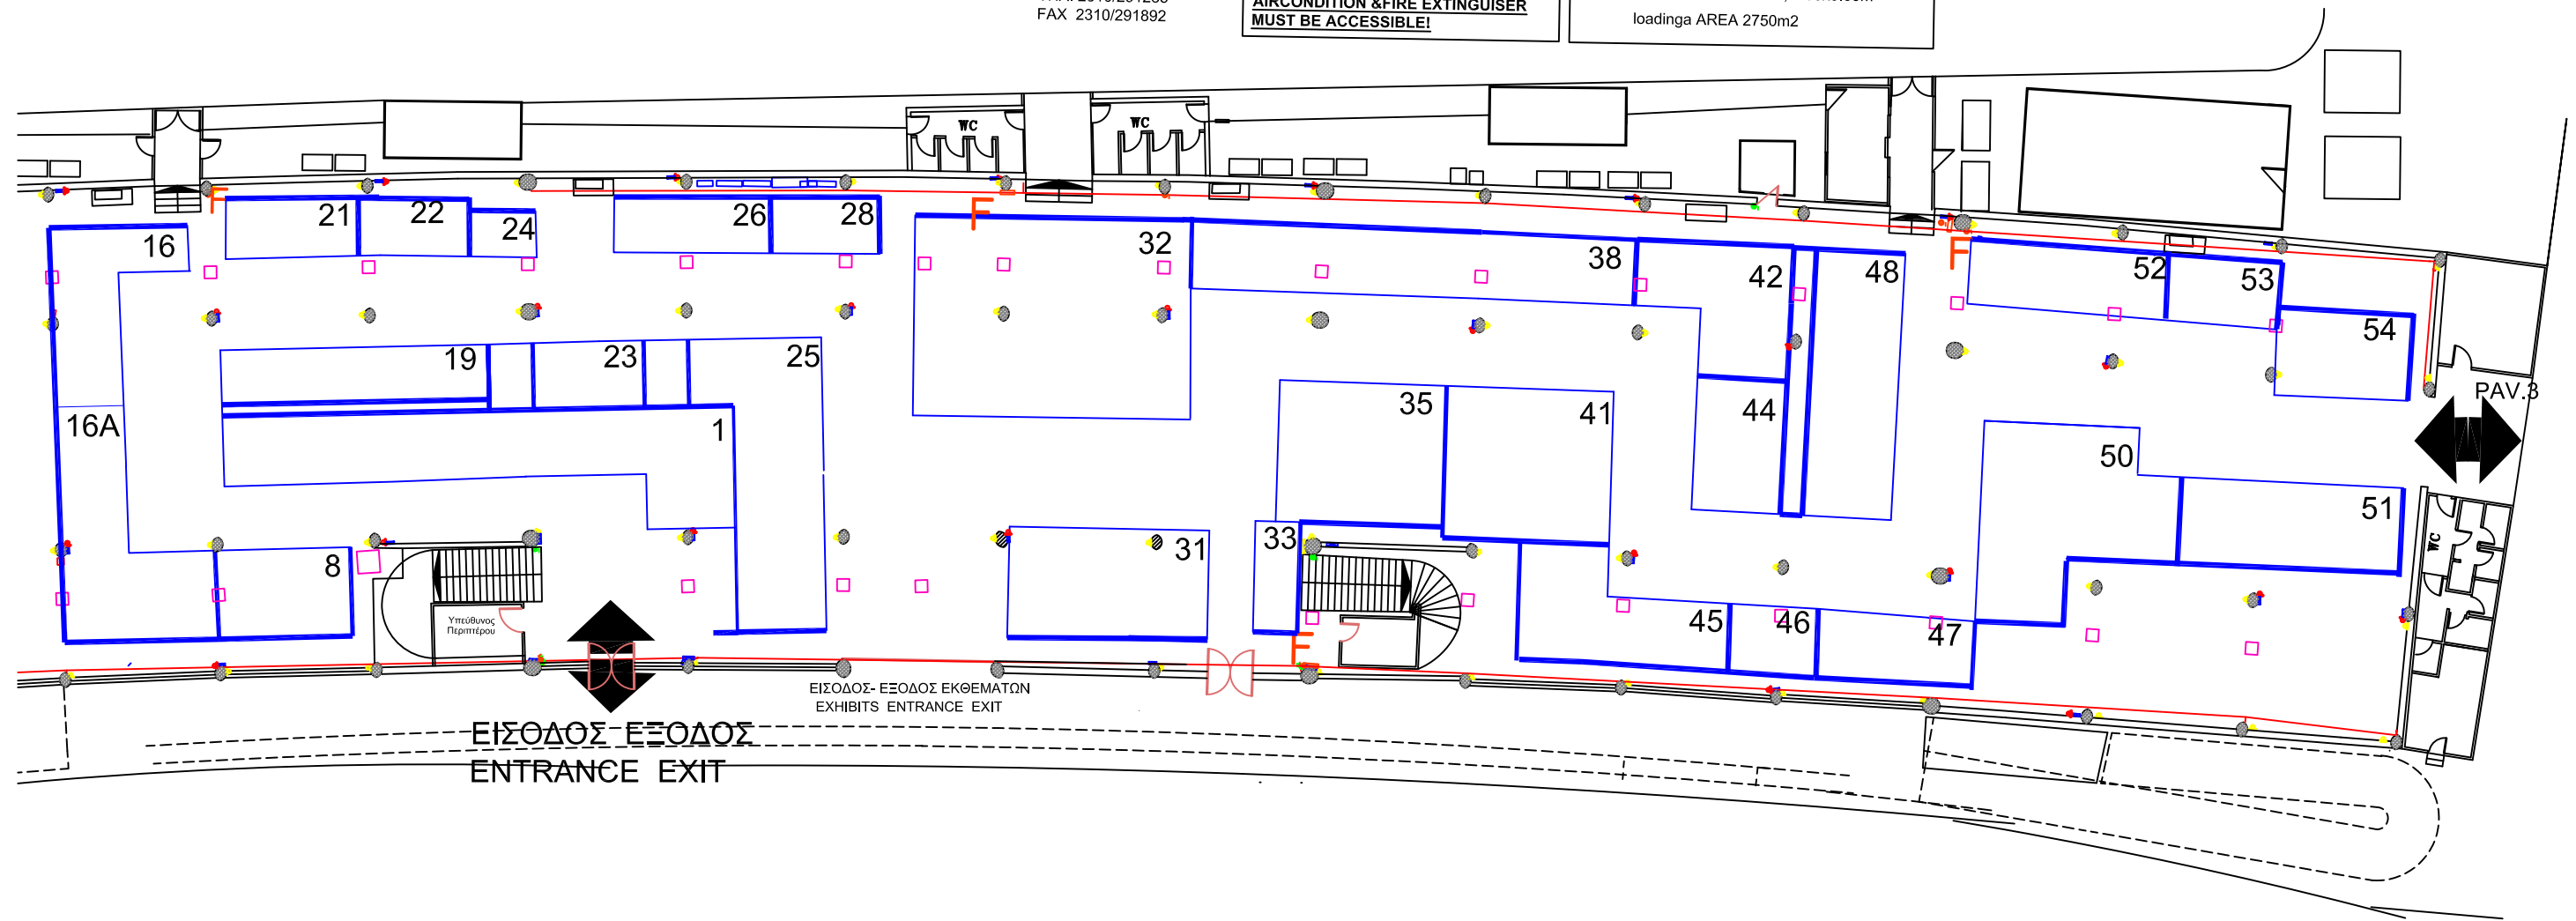 FAX 2310/291892
AIRCONDITION &FIRE EXTINGUISER
MUST BE ACCESSIBLE!
loadinga AREA 2750m2
WC
WC
21
22
24
26
28
16
32
38
42
48
52
53
54
19
23
25
35
41
44
PAV.3
16A
1
50
51
WC
8
31
33
45
46
47
Υπεύθυνος
Περιπτέρου
F
F
F
F
ΕΙΣΟΔΟΣ- ΕΞΟΔΟΣ ΕΚΘΕΜΑΤΩΝ
EXHIBITS ENTRANCE EXIT
ΕΙΣΟΔΟΣ ΕΞΟΔΟΣ
ENTRANCE EXIT